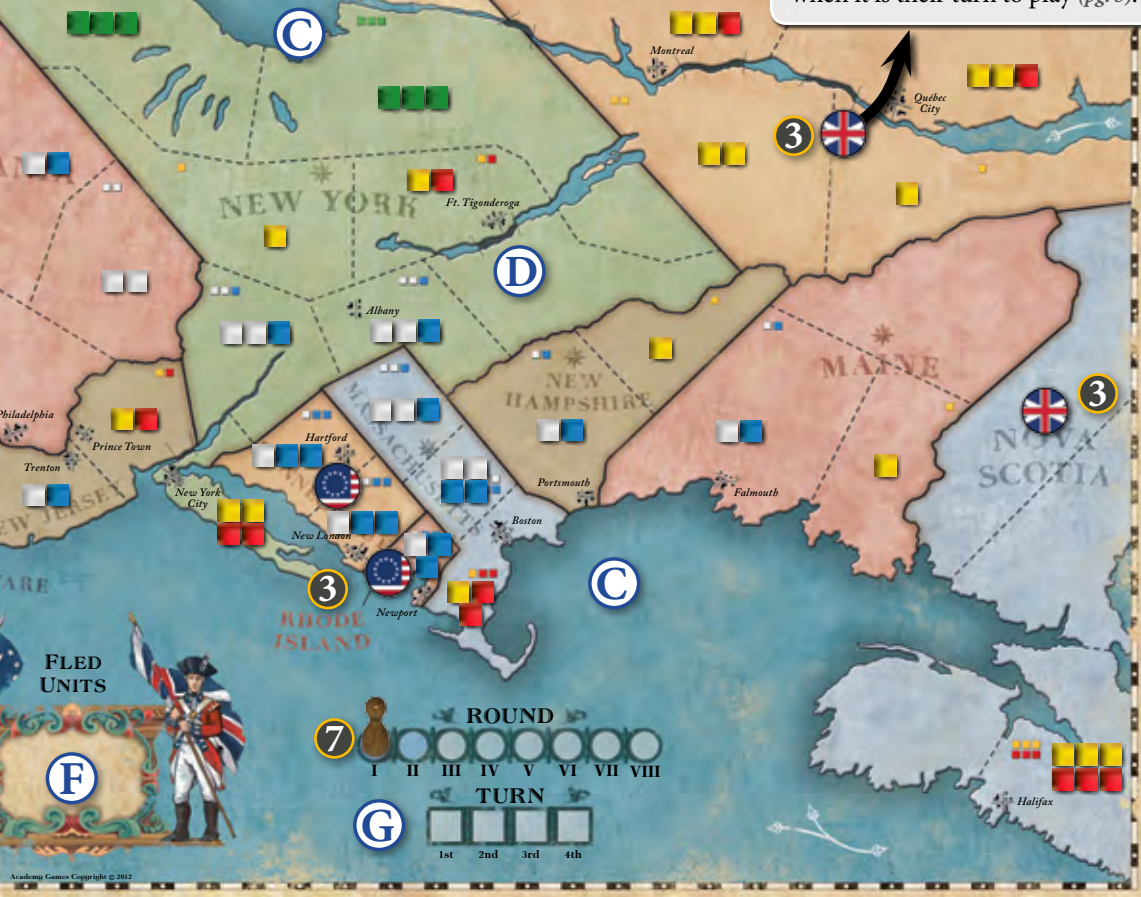 when it is their turn to play (pg. 6).
C
Montreal
Québec
City
3
NEW YORK
Ft. Tigonderoga
D
Albany
MAINE
NEW
HAMPSHIRE
3
NOVA
SCOTIA
MASSACHUSETTS
Philadelphia
Prince Town
Trenton
Hartford
New York
City
NEW JERSEY
Portsmouth
Falmouth
Boston
New London
C
3
Newport
RHODE
ISLAND
FLED
UNITS
F
7
ROUND
I II III IV V VI VII VIII
TURN
G
1st 2nd 3rd 4th
Halifax
Academy Games Copyright © 2012